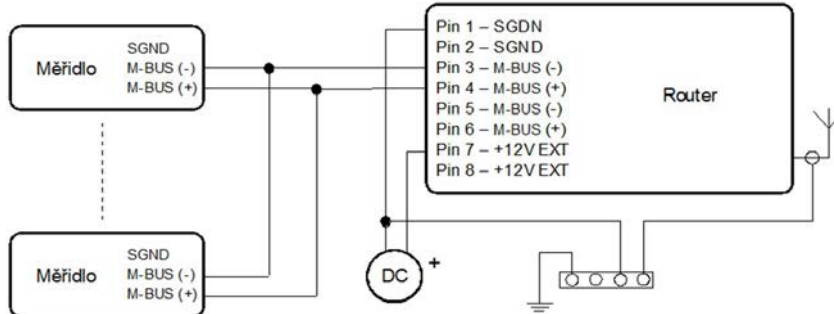 SGND
Měřidlo
M-BUS (-)
M-BUS (+)
Pin 1 – SGDN
Pin 2 – SGND
Pin 3 – M-BUS (-)
Pin 4 – M-BUS (+)
Pin 5 – M-BUS (-)
Pin 6 – M-BUS (+)
Pin 7 – +12V EXT
Pin 8 – +12V EXT
Router
SGND
Měřidlo
M-BUS (-)
M-BUS (+)
DC
+